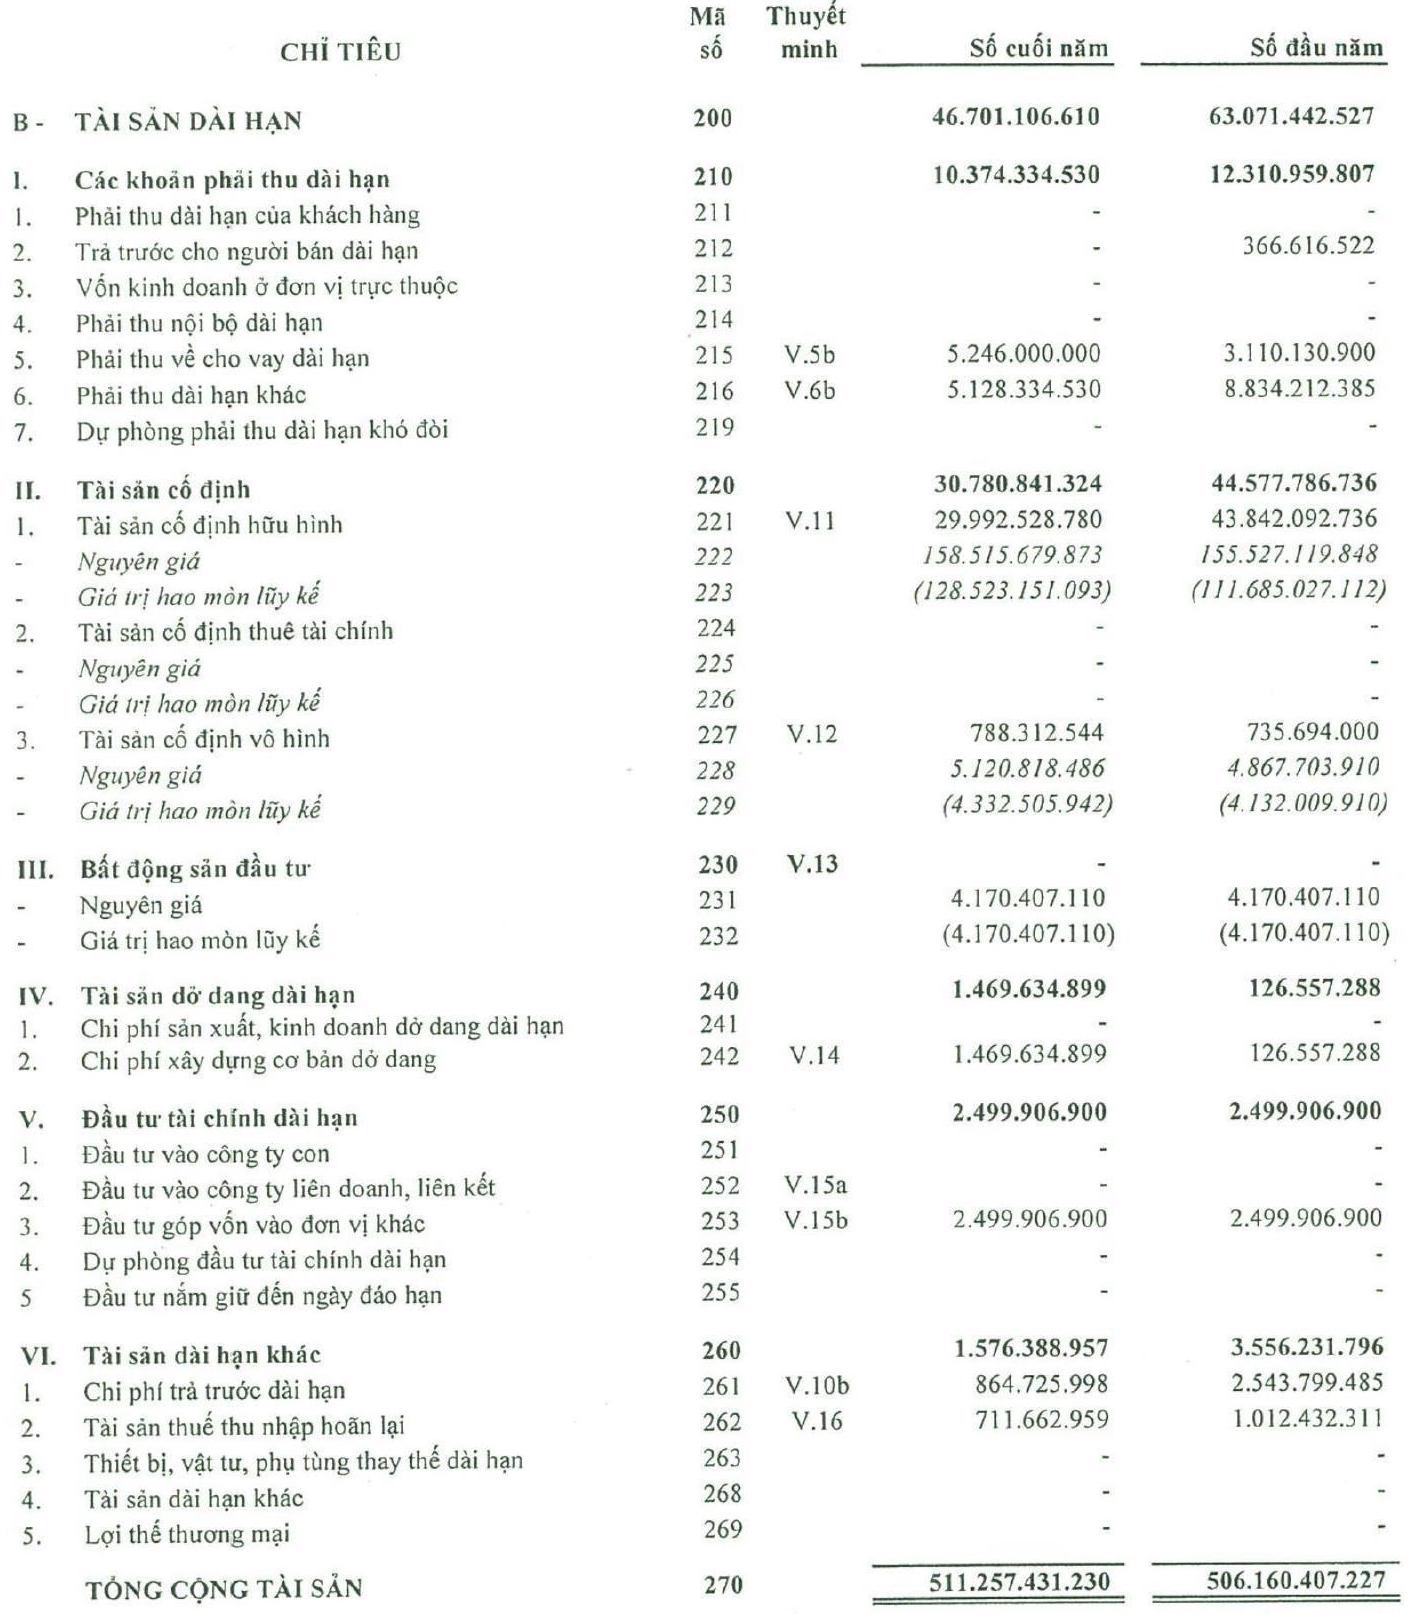 CHỈ TIÊU Mã số Thuyết minh Số cuối năm Số đầu năm
B - TÀI SẢN DÀI HẠN 200 46.701.106.610 63.071.442.527
I. Các khoản phải thu dài hạn 210 10.374.334.530 12.310.959.807
1. Phải thu dài hạn của khách hàng 211 - -
2. Trả trước cho người bán dài hạn 212 - 366.616.522
3. Vốn kinh doanh ở đơn vị trực thuộc 213 - -
4. Phải thu nội bộ dài hạn 214 - -
5. Phải thu về cho vay dài hạn 215 V.5b 5.246.000.000 3.110.130.900
6. Phải thu dài hạn khác 216 V.6b 5.128.334.530 8.834.212.385
7. Dự phòng phải thu dài hạn khó đòi 219 - -
II. Tài sản cố định 220 30.780.841.324 44.577.786.736
1. Tài sản cố định hữu hình 221 V.11 29.992.528.780 43.842.092.736
- Nguyên giá 222 158.515.679.873 155.527.119.848
- Giá trị hao mòn lũy kế 223 (128.523.151.093) (111.685.027.112)
2. Tài sản cố định thuê tài chính 224 - -
- Nguyên giá 225 - -
- Giá trị hao mòn lũy kế 226 - -
3. Tài sản cố định vô hình 227 V.12 788.312.544 735.694.000
- Nguyên giá 228 5.120.818.486 4.867.703.910
- Giá trị hao mòn lũy kế 229 (4.332.505.942) (4.132.009.910)
III. Bất động sản đầu tư 230 V.13 - -
- Nguyên giá 231 4.170.407.110 4.170.407.110
- Giá trị hao mòn lũy kế 232 (4.170.407.110) (4.170.407.110)
IV. Tài sản dở dang dài hạn 240 1.469.634.899 126.557.288
1. Chi phí sản xuất, kinh doanh dở dang dài hạn 241 - -
2. Chi phí xây dựng cơ bản dở dang 242 V.14 1.469.634.899 126.557.288
V. Đầu tư tài chính dài hạn 250 2.499.906.900 2.499.906.900
1. Đầu tư vào công ty con 251 - -
2. Đầu tư vào công ty liên doanh, liên kết 252 V.15a - -
3. Đầu tư góp vốn vào đơn vị khác 253 V.15b 2.499.906.900 2.499.906.900
4. Dự phòng đầu tư tài chính dài hạn 254 - -
5 Đầu tư nắm giữ đến ngày đáo hạn 255 - -
VI. Tài sản dài hạn khác 260 1.576.388.957 3.556.231.796
1. Chi phí trả trước dài hạn 261 V.10b 864.725.998 2.543.799.485
2. Tài sản thuế thu nhập hoãn lại 262 V.16 711.662.959 1.012.432.311
3. Thiết bị, vật tư, phụ tùng thay thế dài hạn 263 - -
4. Tài sản dài hạn khác 268 - -
5. Lợi thế thương mại 269 - -
TỔNG CỘNG TÀI SẢN 270 511.257.431.230 506.160.407.227